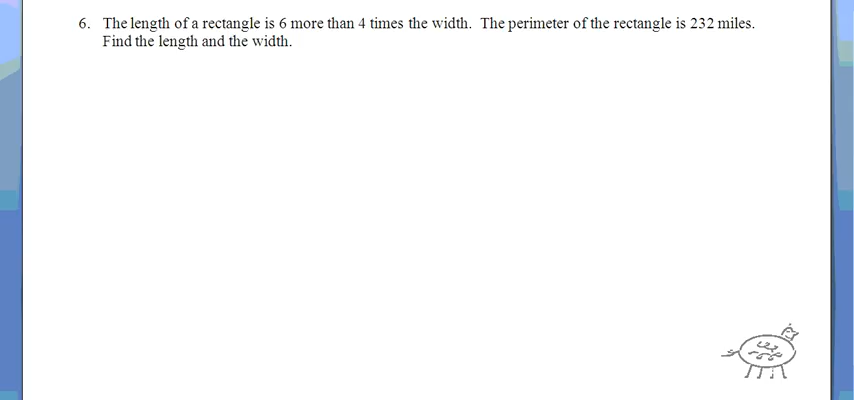 6. The length of a rectangle is 6 more than 4 times the width. The perimeter of the rectangle is 232 miles.
Find the length and the width.